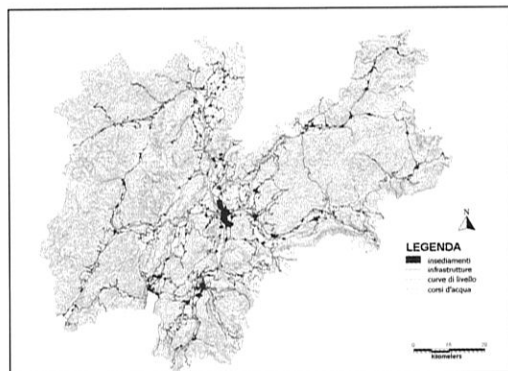 N
LEGENDA
insediamenti
infrastrutture
curve di livello
corsi d'acqua
Kilometers